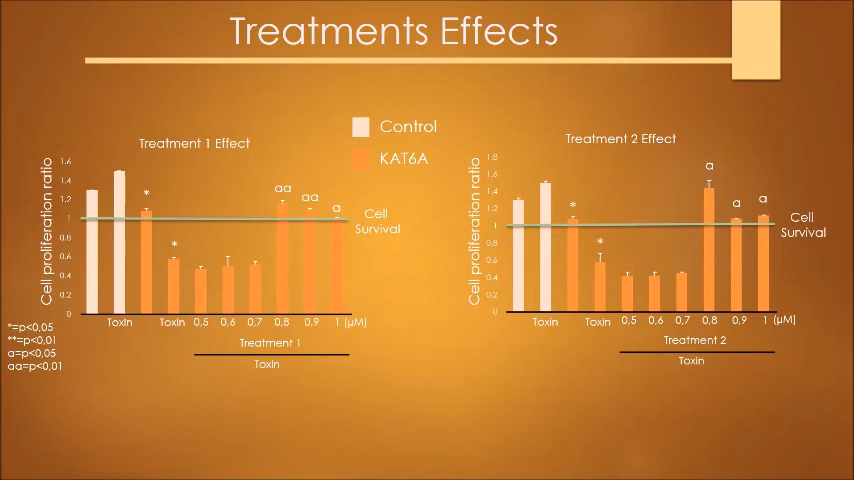 Treatments Effects
Control
KAT6A
Treatment 1 Effect
Cell proliferation ratio
1.6
1.4
1.2
1
0.8
0.6
0.4
0.2
0
*
*
aa
aa
a
Cell
Survival
Toxin
Toxin
0,5
0,6
0,7
0,8
0,9
1 (µM)
Treatment 1
Toxin
*=p<0,05
**=p<0,01
a=p<0,05
aa=p<0,01
Treatment 2 Effect
Cell proliferation ratio
1.8
1.6
1.4
1.2
1
0.8
0.6
0.4
0.2
0
*
*
a
a
a
Cell
Survival
Toxin
Toxin
0,5
0,6
0,7
0,8
0,9
1 (µM)
Treatment 2
Toxin